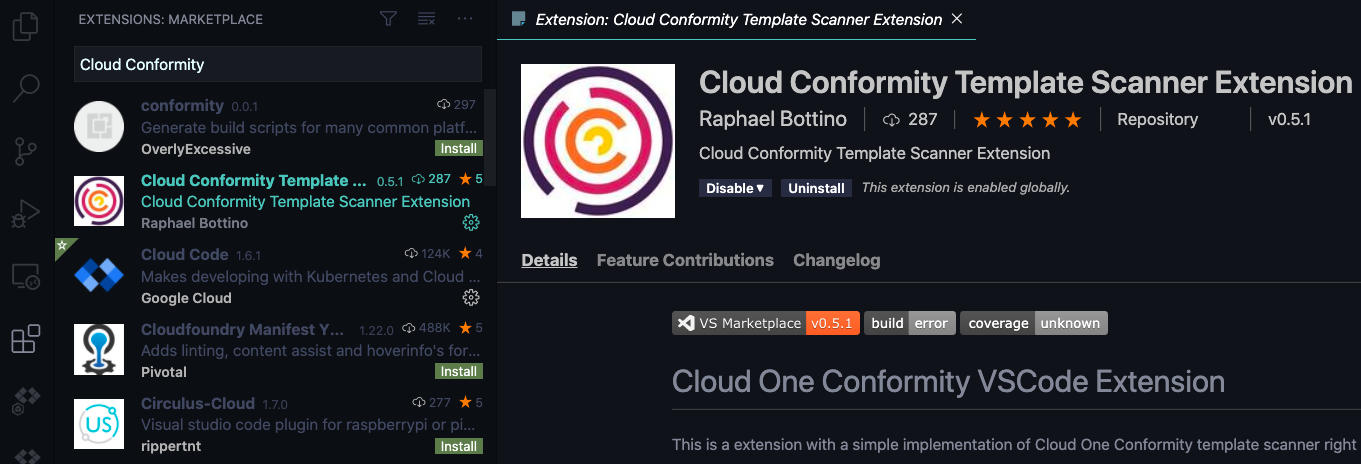 EXTENSIONS: MARKETPLACE
Cloud Conformity
conformity 0.0.1 297
Generate build scripts for many common platf...
OverlyExcessive Install
Cloud Conformity Template ... 0.5.1 287 ★ 5
Cloud Conformity Template Scanner Extension
Raphael Bottino
Cloud Code 1.6.1 124K ★ 4
Makes developing with Kubernetes and Cloud ...
Google Cloud
Cloudfoundry Manifest Y... 1.22.0 488K ★ 5
Adds linting, content assist and hoverinfo's for...
Pivotal Install
Circulus-Cloud 1.7.0 277 ★ 5
Visual studio code plugin for raspberrypi or pi...
rippertnt Install
US
Extension: Cloud Conformity Template Scanner Extension
Cloud Conformity Template Scanner Extension
Raphael Bottino 287 ★★★★★ Repository v0.5.1
Cloud Conformity Template Scanner Extension
Disable Uninstall This extension is enabled globally.
Details Feature Contributions Changelog
VS Marketplace v0.5.1 build error coverage unknown
Cloud One Conformity VSCode Extension
This is a extension with a simple implementation of Cloud One Conformity template scanner right